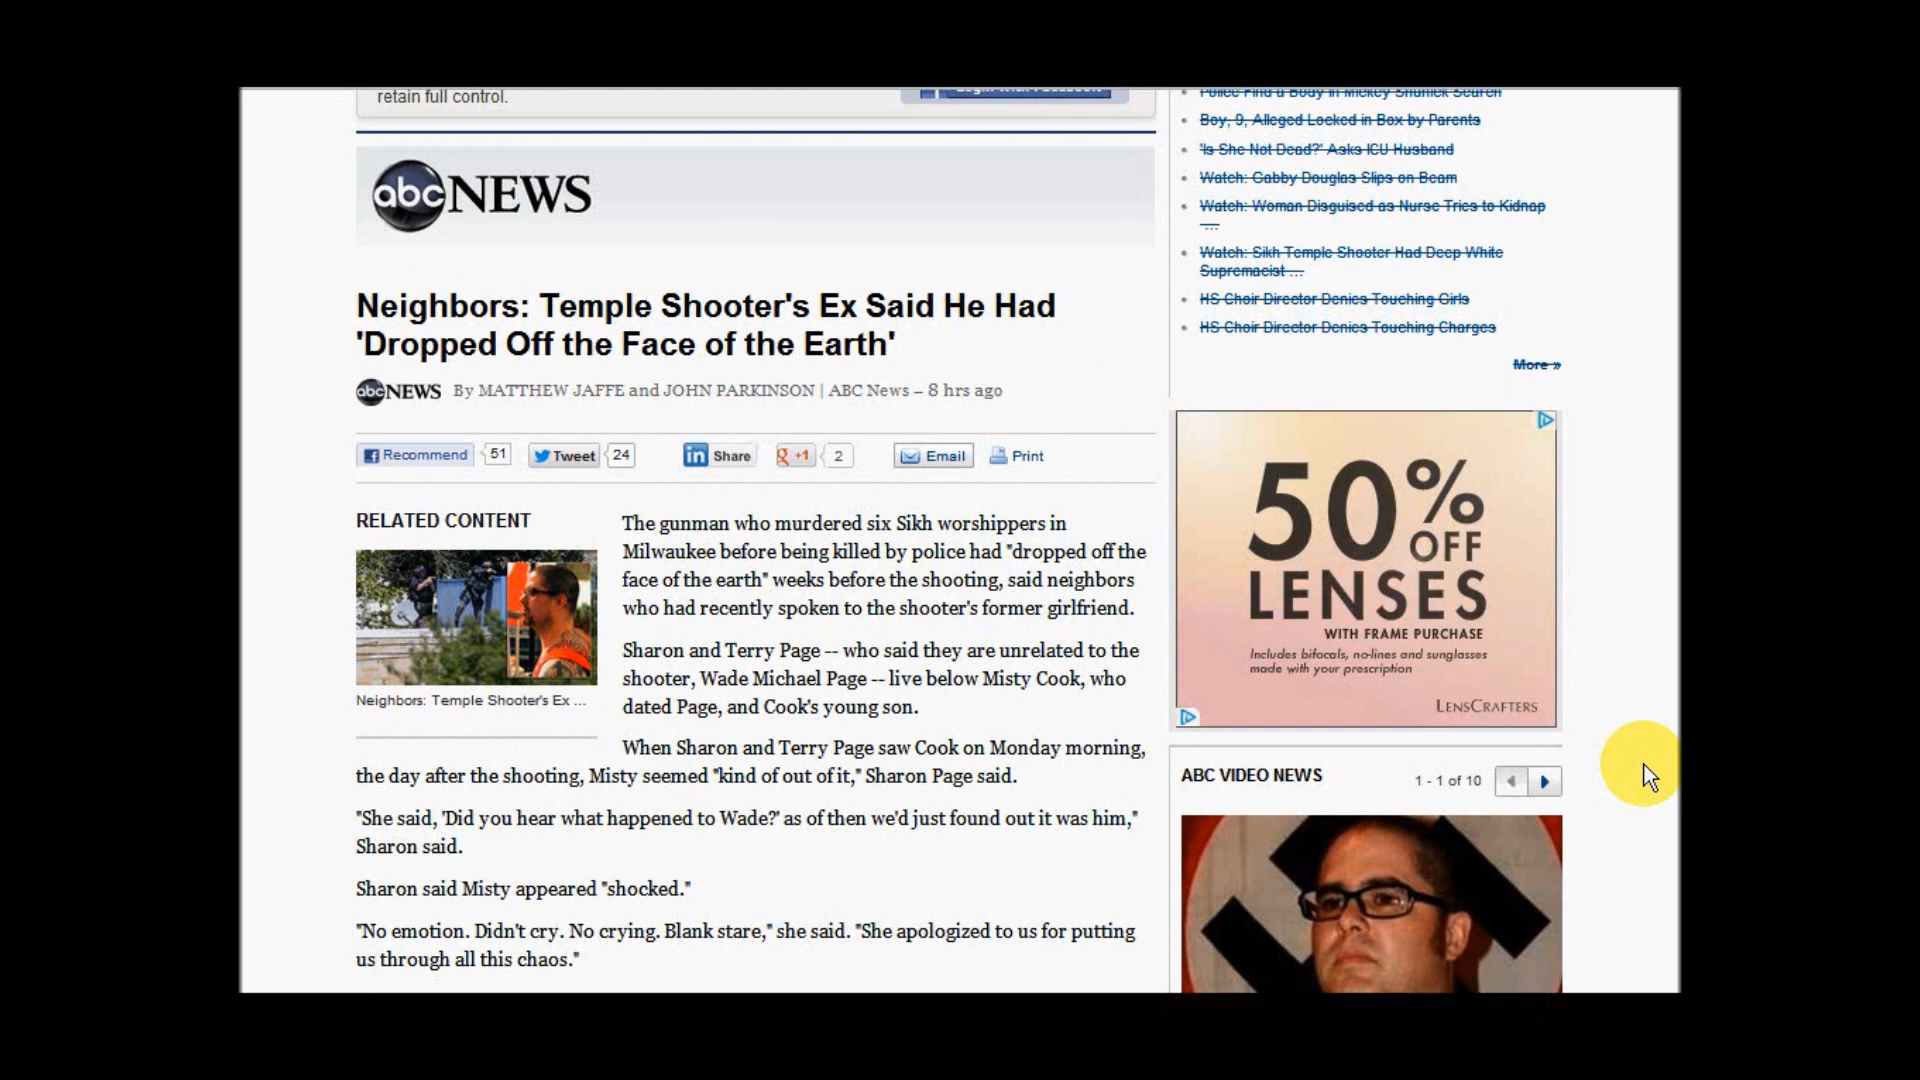 retain full control.
abc NEWS
Neighbors: Temple Shooter's Ex Said He Had
'Dropped Off the Face of the Earth'
abc NEWS By MATTHEW JAFFE and JOHN PARKINSON | ABC News – 8 hrs ago
Recommend 51 Tweet 24 in Share +1 2 Email Print
RELATED CONTENT
Neighbors: Temple Shooter's Ex ...
The gunman who murdered six Sikh worshippers in
Milwaukee before being killed by police had "dropped off the
face of the earth" weeks before the shooting, said neighbors
who had recently spoken to the shooter's former girlfriend.
Sharon and Terry Page -- who said they are unrelated to the
shooter, Wade Michael Page -- live below Misty Cook, who
dated Page, and Cook's young son.
When Sharon and Terry Page saw Cook on Monday morning,
the day after the shooting, Misty seemed "kind of out of it," Sharon Page said.
"She said, 'Did you hear what happened to Wade?' as of then we'd just found out it was him,"
Sharon said.
Sharon said Misty appeared "shocked."
"No emotion. Didn't cry. No crying. Blank stare," she said. "She apologized to us for putting
us through all this chaos."
Police Find a Body in Mickey Shunick Search
Boy, 9, Alleged Locked in Box by Parents
'Is She Not Dead?' Asks ICU Husband
Watch: Gabby Douglas Slips on Beam
Watch: Woman Disguised as Nurse Tries to Kidnap
...
Watch: Sikh Temple Shooter Had Deep White
Supremacist ...
HS Choir Director Denies Touching Girls
HS Choir Director Denies Touching Charges
More »
50%
OFF
LENSES
WITH FRAME PURCHASE
Includes bifocals, no-lines and sunglasses
made with your prescription
LENSCRAFTERS
ABC VIDEO NEWS 1 - 1 of 10